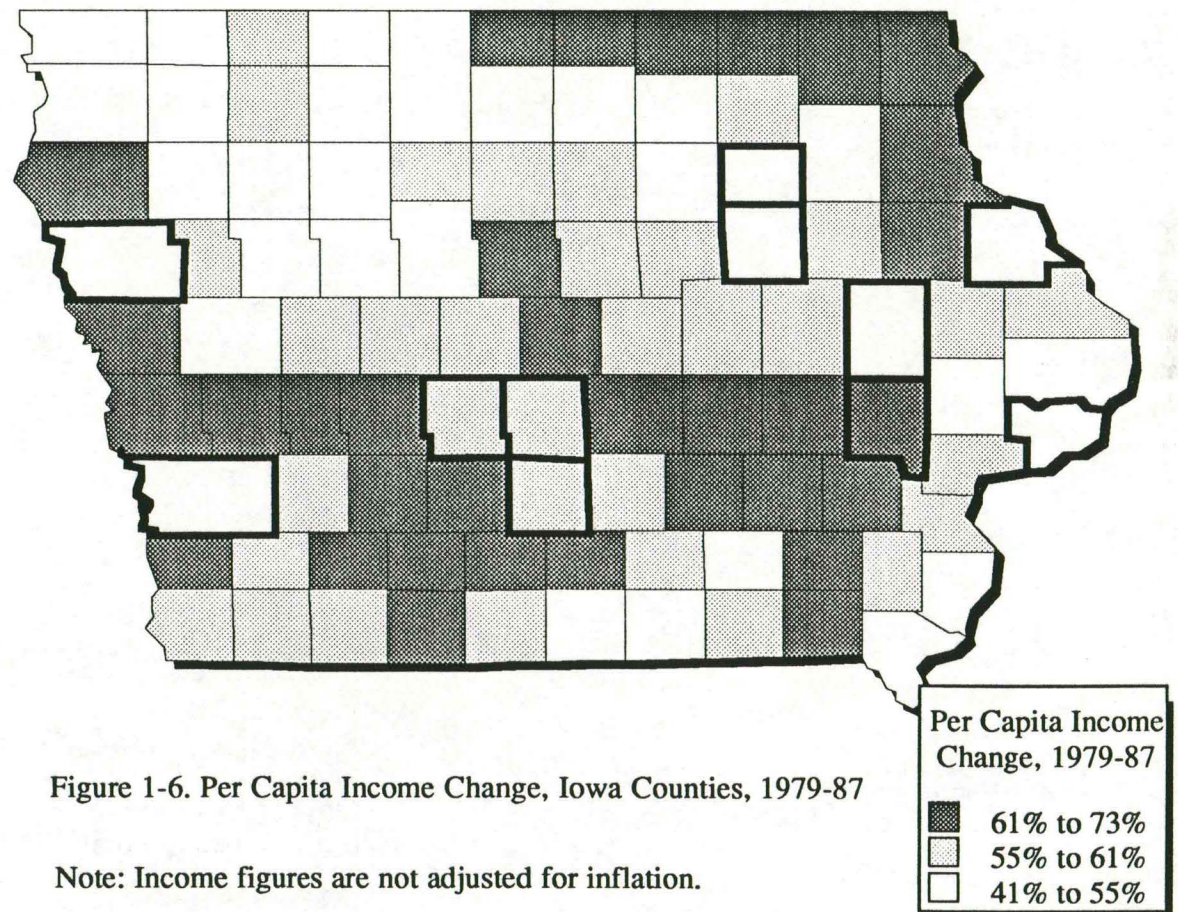 Per Capita Income
Change, 1979-87
61% to 73%
55% to 61%
41% to 55%
Figure 1-6. Per Capita Income Change, Iowa Counties, 1979-87
Note: Income figures are not adjusted for inflation.